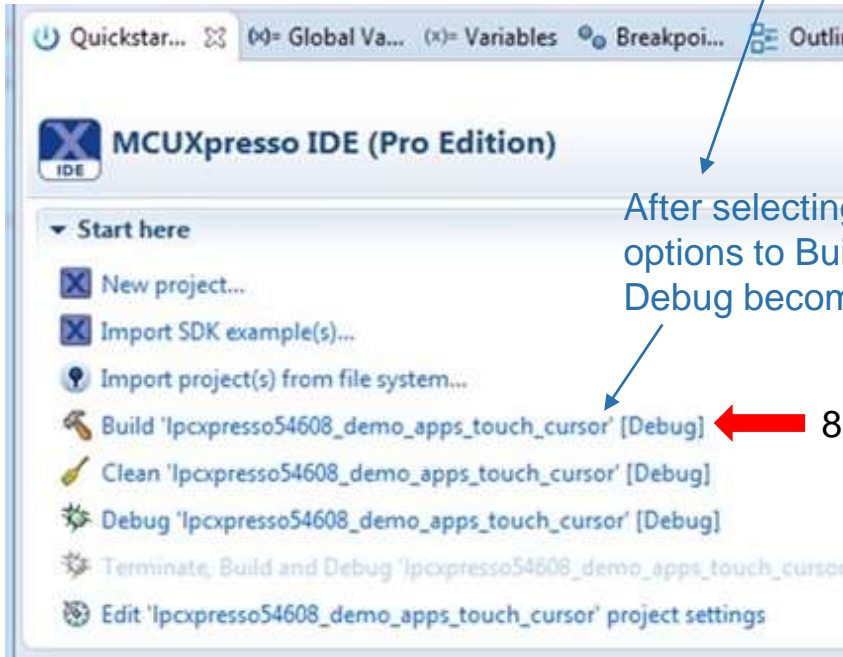 Quickstar... (x)= Global Va... (x)= Variables Breakpoi... Outlin
IDE MCUXpresso IDE (Pro Edition)
Start here
After selecting
options to Bui
Debug becom
New project...
Import SDK example(s)...
Import project(s) from file system...
Build 'lpcxpresso54608_demo_apps_touch_cursor' [Debug] 8
Clean 'lpcxpresso54608_demo_apps_touch_cursor' [Debug]
Debug 'lpcxpresso54608_demo_apps_touch_cursor' [Debug]
Terminate, Build and Debug 'lpcxpresso54608_demo_apps_touch_cursor
Edit 'lpcxpresso54608_demo_apps_touch_cursor' project settings